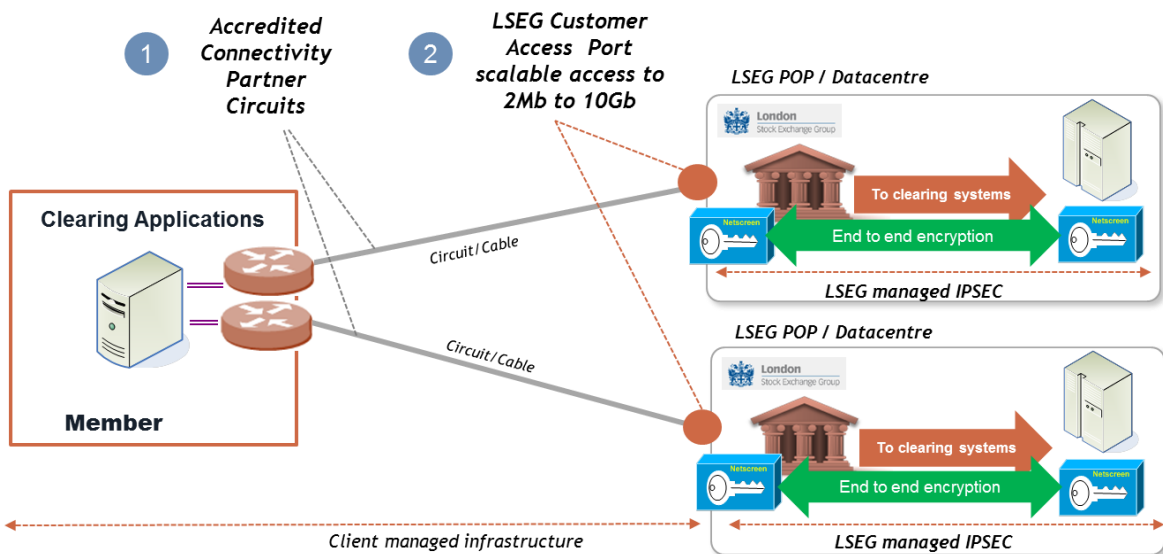 1
Accredited
Connectivity
Partner
Circuits
2
LSEG Customer
Access Port
scalable access to
2Mb to 10Gb
LSEG POP / Datacentre
London
Stock Exchange Group
To clearing systems
Netscreen
End to end encryption
Netscreen
LSEG managed IPSEC
Clearing Applications
Member
Circuit/Cable
Circuit/Cable
LSEG POP / Datacentre
London
Stock Exchange Group
To clearing systems
Netscreen
End to end encryption
Netscreen
Client managed infrastructure
LSEG managed IPSEC